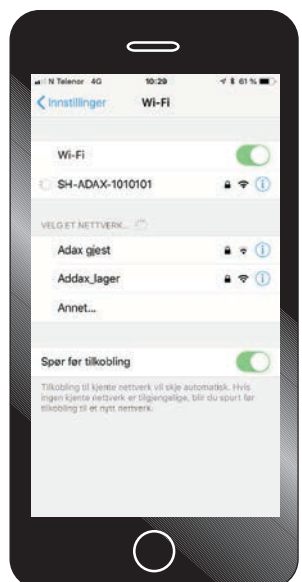 N Telenor 4G 10:29 61 %
Innstillinger Wi-Fi
Wi-Fi
SH-ADAX-1010101
VELG ET NETTVERK...
Adax gjest
Addax_lager
Annet...
Spør før tilkobling
Tilkobling til kjente nettverk vil skje automatisk. Hvis
ingen kjente nettverk er tilgjengelige, blir du spurt før
tilkobling til et nytt nettverk.